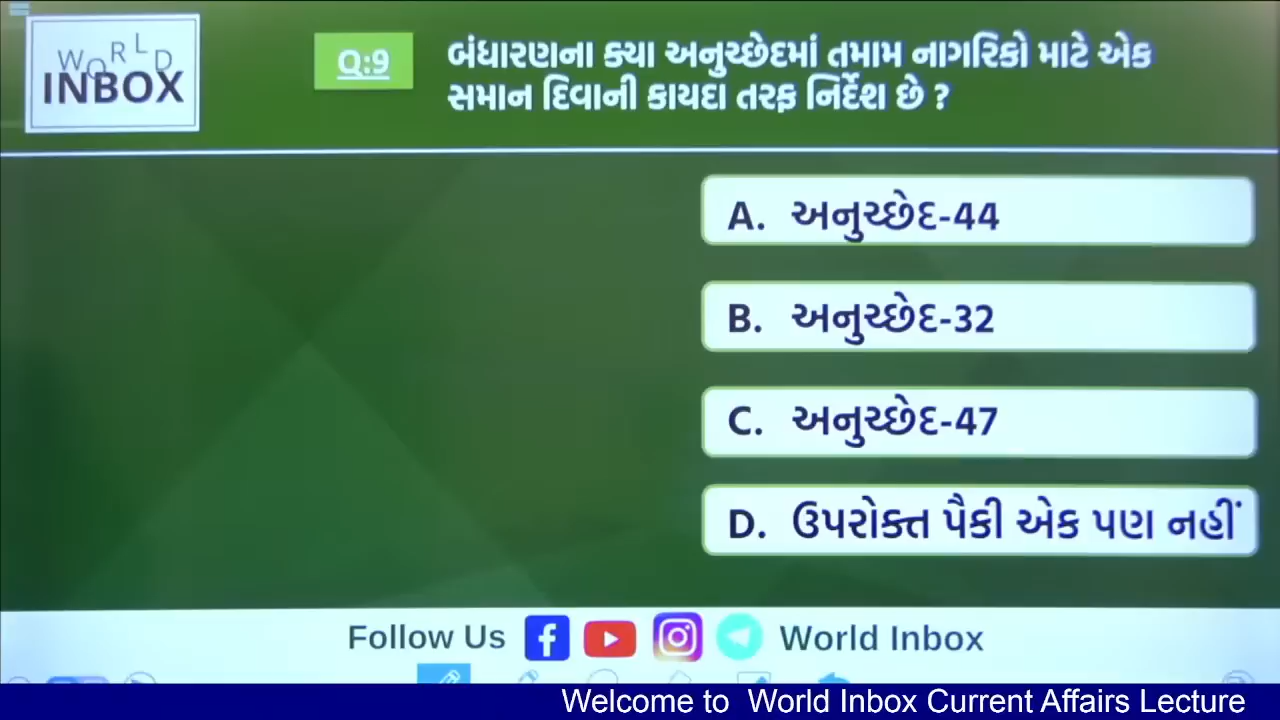 WORLD
INBOX
Q:9
બંધારણના ક્યા અનુચ્છેદમાં તમામ નાગરિકો માટે એક
સમાન દિવાની કાયદા તરફ નિર્દેશ છે ?
A. અનુચ્છેદ-44
B. અનુચ્છેદ-32
C. અનુચ્છેદ-47
D. ઉપરોક્ત પૈકી એક પણ નહીં
Follow Us World Inbox
Welcome to World Inbox Current Affairs Lecture